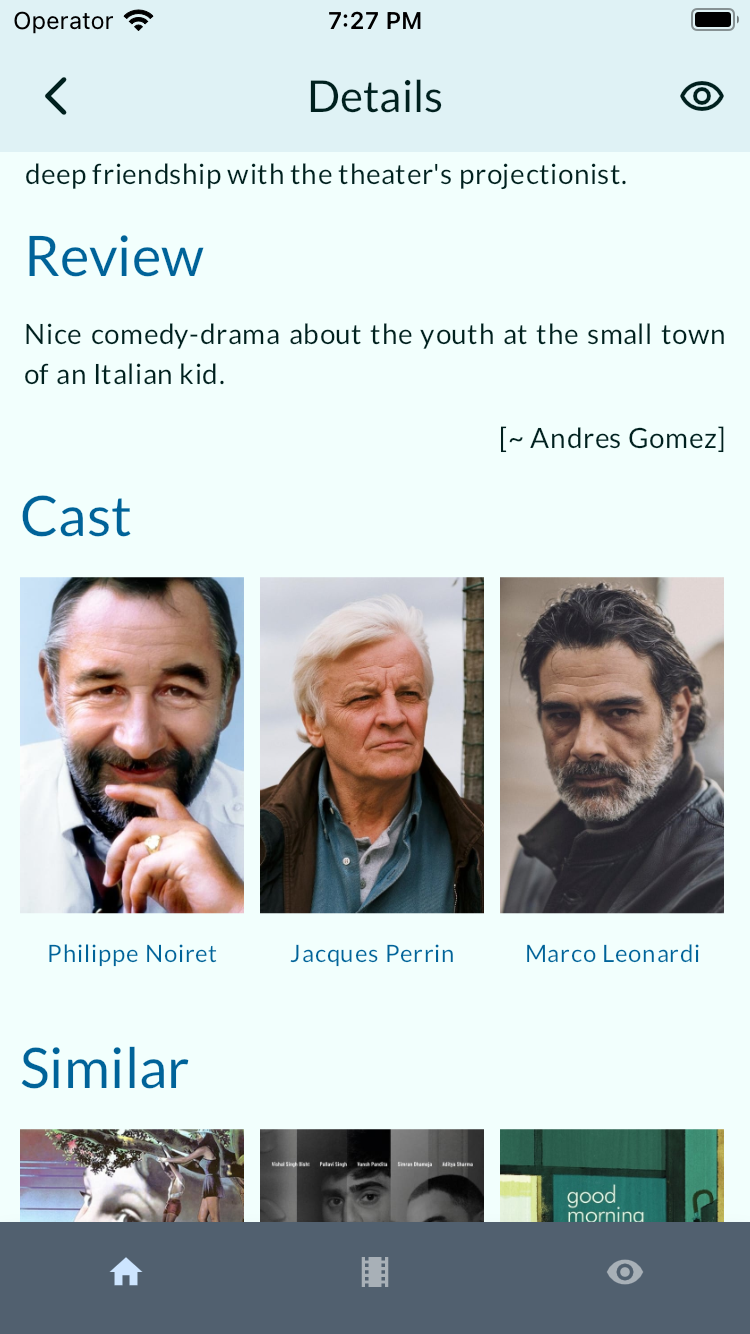 Operator 7:27 PM
Details
deep friendship with the theater's projectionist.
Review
Nice comedy-drama about the youth at the small town
of an Italian kid.
[~ Andres Gomez]
Cast
Philippe Noiret Jacques Perrin Marco Leonardi
Similar
Vishal Singh Rishi Pallavi Singh Vansh Pandita Simran Dhamaja Aditya Sharma
good
morning